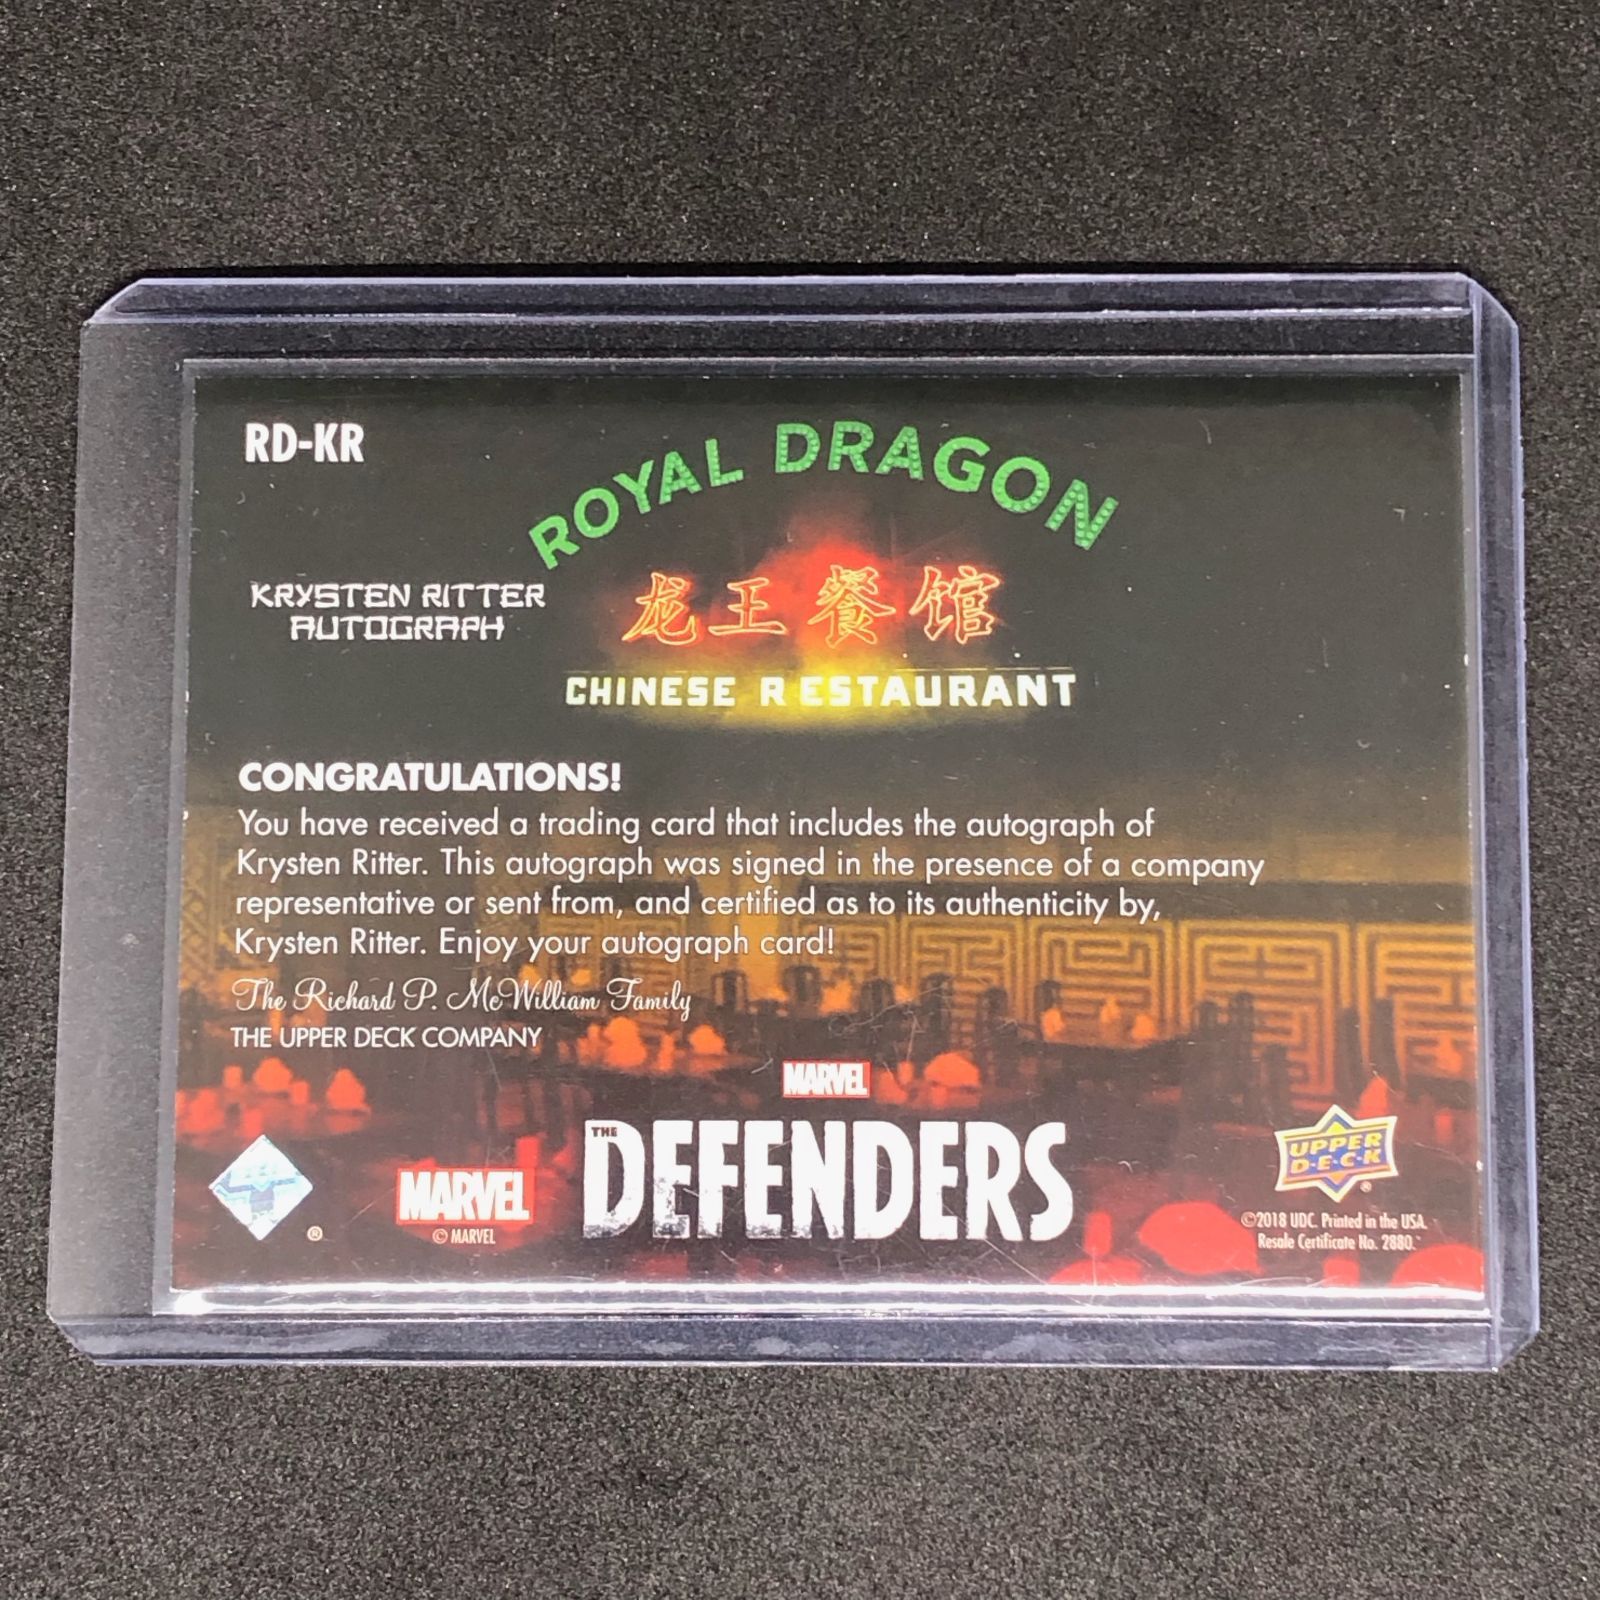 RD-KR
ROYAL DRAGON
KRYSTEN RITTER
AUTOGRAPH
龙王餐馆
CHINESE RESTAURANT
CONGRATULATIONS!
You have received a trading card that includes the autograph of
Krysten Ritter. This autograph was signed in the presence of a company
representative or sent from, and certified as to its authenticity by,
Krysten Ritter. Enjoy your autograph card!
The Richard P. McWilliam Family
THE UPPER DECK COMPANY
MARVEL
THE DEFENDERS
®
MARVEL
© MARVEL
UPPER
D·E·C·K
®
©2018 UDC. Printed in the USA.
Resale Certificate No. 2880.